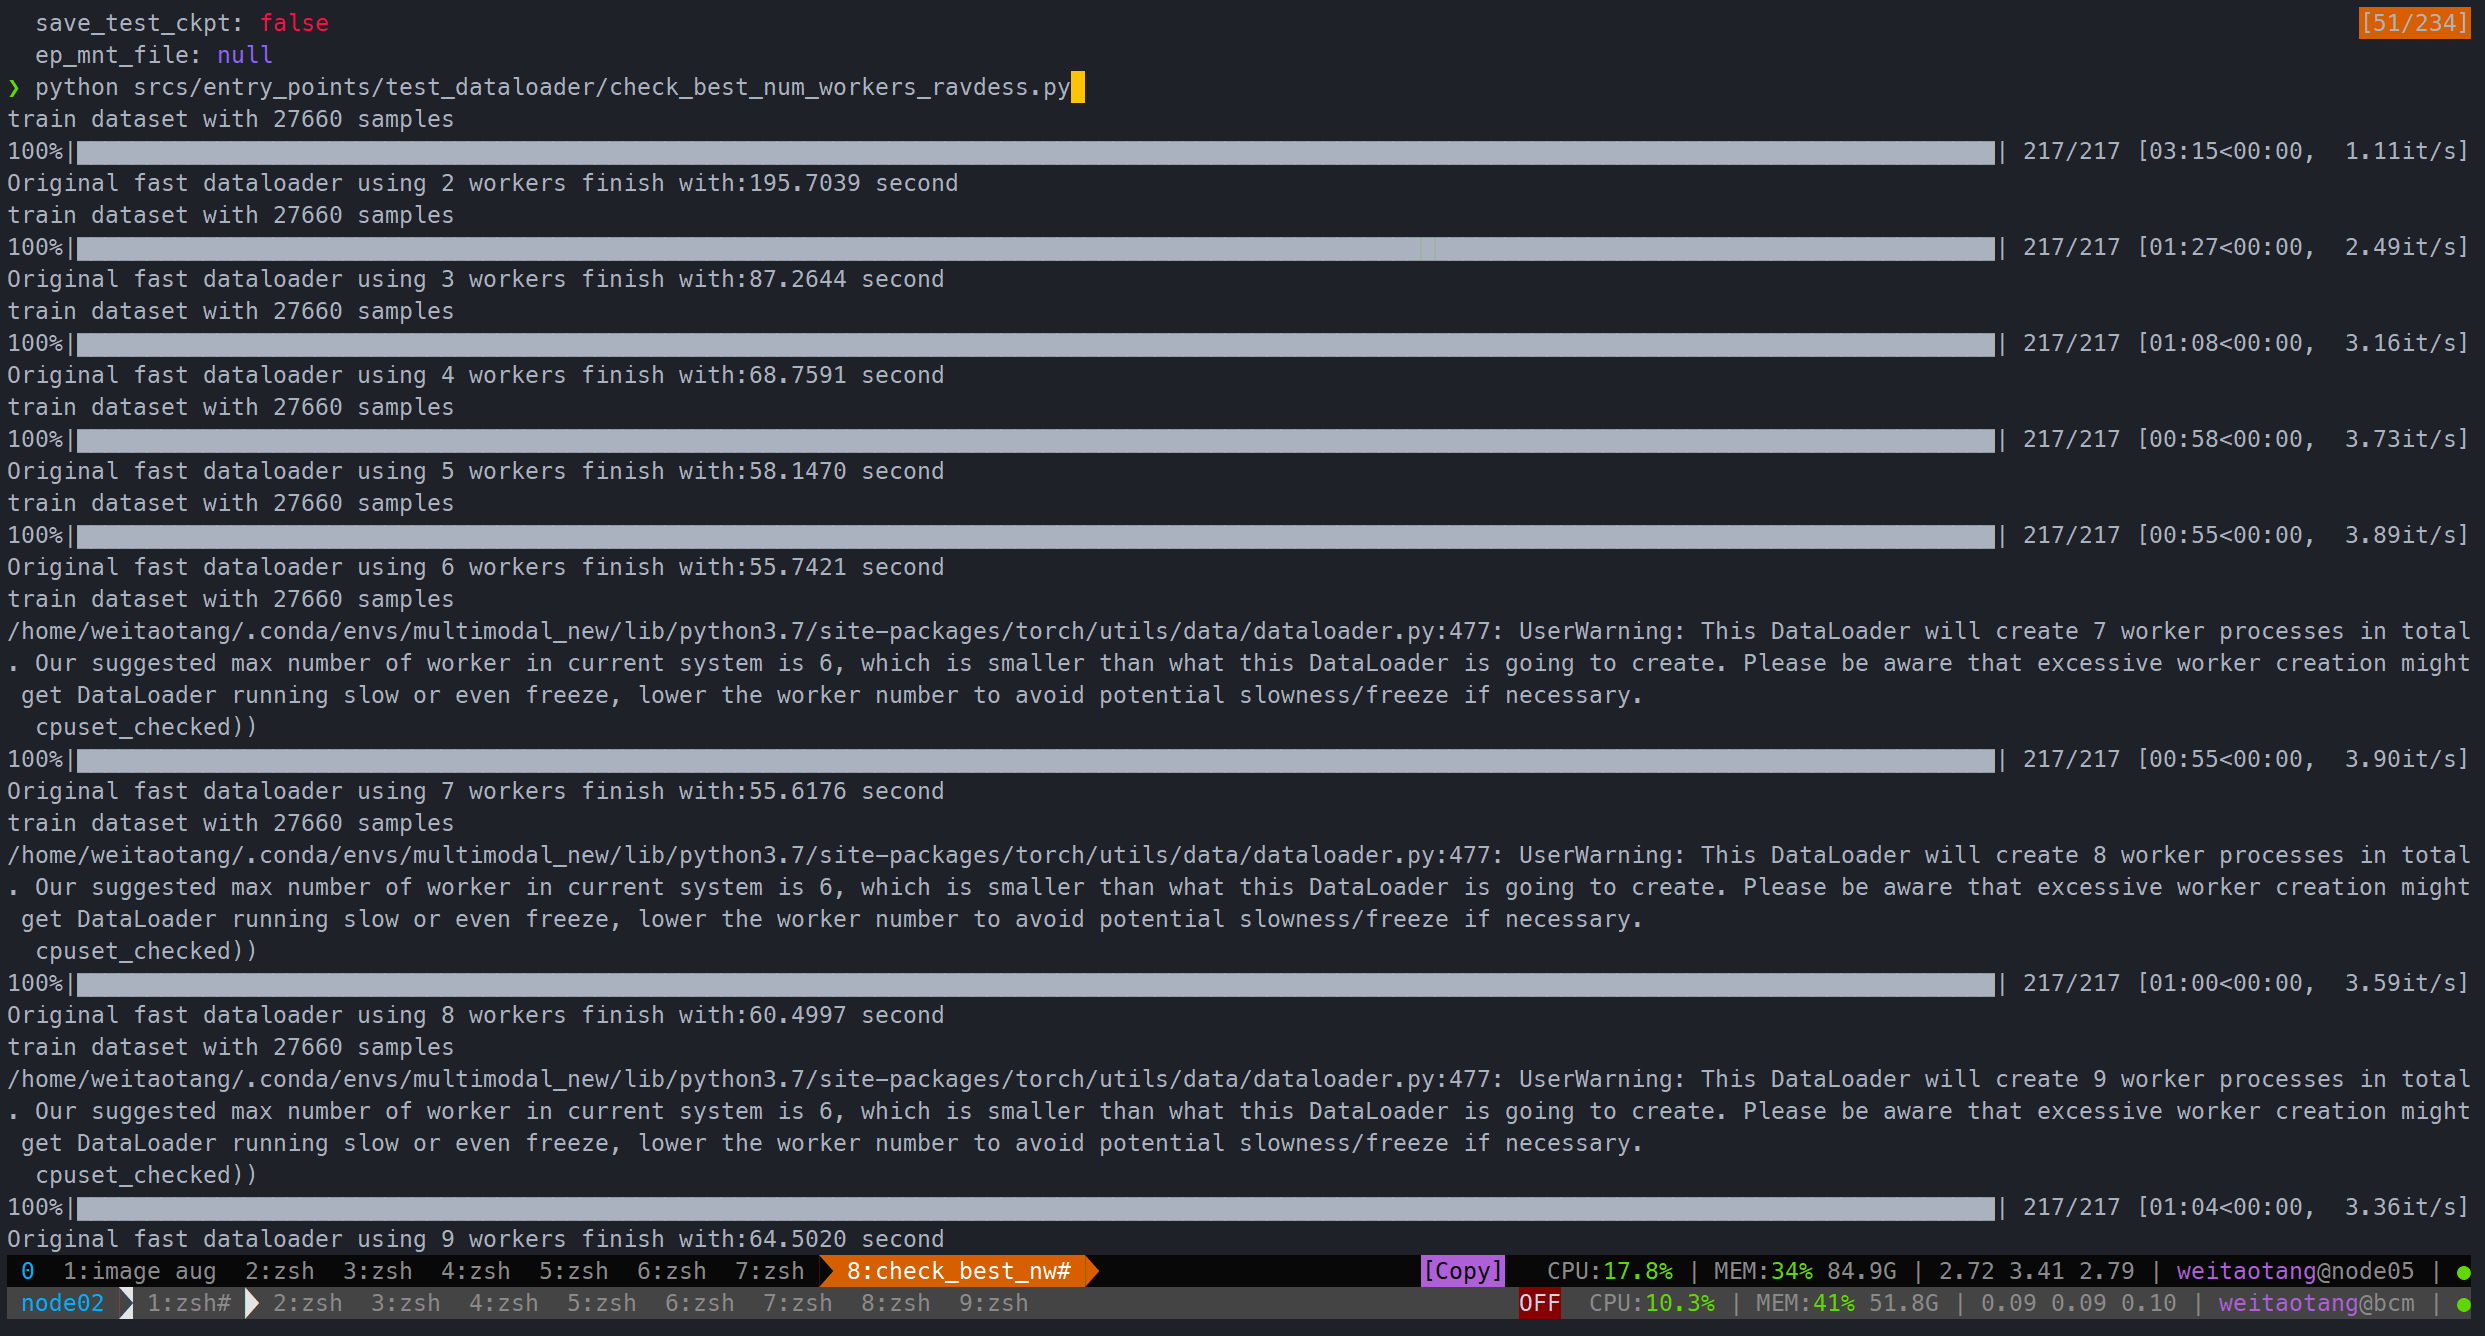 save_test_ckpt: false [51/234]
ep_mnt_file: null
❯ python srcs/entry_points/test_dataloader/check_best_num_workers_ravdess.py
train dataset with 27660 samples
100%| | 217/217 [03:15<00:00, 1.11it/s]
Original fast dataloader using 2 workers finish with:195.7039 second
train dataset with 27660 samples
100%| | 217/217 [01:27<00:00, 2.49it/s]
Original fast dataloader using 3 workers finish with:87.2644 second
train dataset with 27660 samples
100%| | 217/217 [01:08<00:00, 3.16it/s]
Original fast dataloader using 4 workers finish with:68.7591 second
train dataset with 27660 samples
100%| | 217/217 [00:58<00:00, 3.73it/s]
Original fast dataloader using 5 workers finish with:58.1470 second
train dataset with 27660 samples
100%| | 217/217 [00:55<00:00, 3.89it/s]
Original fast dataloader using 6 workers finish with:55.7421 second
train dataset with 27660 samples
/home/weitaotang/.conda/envs/multimodal_new/lib/python3.7/site-packages/torch/utils/data/dataloader.py:477: UserWarning: This DataLoader will create 7 worker processes in total
. Our suggested max number of worker in current system is 6, which is smaller than what this DataLoader is going to create. Please be aware that excessive worker creation might
get DataLoader running slow or even freeze, lower the worker number to avoid potential slowness/freeze if necessary.
cpuset_checked))
100%| | 217/217 [00:55<00:00, 3.90it/s]
Original fast dataloader using 7 workers finish with:55.6176 second
train dataset with 27660 samples
/home/weitaotang/.conda/envs/multimodal_new/lib/python3.7/site-packages/torch/utils/data/dataloader.py:477: UserWarning: This DataLoader will create 8 worker processes in total
. Our suggested max number of worker in current system is 6, which is smaller than what this DataLoader is going to create. Please be aware that excessive worker creation might
get DataLoader running slow or even freeze, lower the worker number to avoid potential slowness/freeze if necessary.
cpuset_checked))
100%| | 217/217 [01:00<00:00, 3.59it/s]
Original fast dataloader using 8 workers finish with:60.4997 second
train dataset with 27660 samples
/home/weitaotang/.conda/envs/multimodal_new/lib/python3.7/site-packages/torch/utils/data/dataloader.py:477: UserWarning: This DataLoader will create 9 worker processes in total
. Our suggested max number of worker in current system is 6, which is smaller than what this DataLoader is going to create. Please be aware that excessive worker creation might
get DataLoader running slow or even freeze, lower the worker number to avoid potential slowness/freeze if necessary.
cpuset_checked))
100%| | 217/217 [01:04<00:00, 3.36it/s]
Original fast dataloader using 9 workers finish with:64.5020 second
0 1:image aug 2:zsh 3:zsh 4:zsh 5:zsh 6:zsh 7:zsh 8:check_best_nw# [Copy] CPU:17.8% | MEM:34% 84.9G | 2.72 3.41 2.79 | weitaotang@node05 | ●
node02 1:zsh# 2:zsh 3:zsh 4:zsh 5:zsh 6:zsh 7:zsh 8:zsh 9:zsh OFF CPU:10.3% | MEM:41% 51.8G | 0.09 0.09 0.10 | weitaotang@bcm | ●